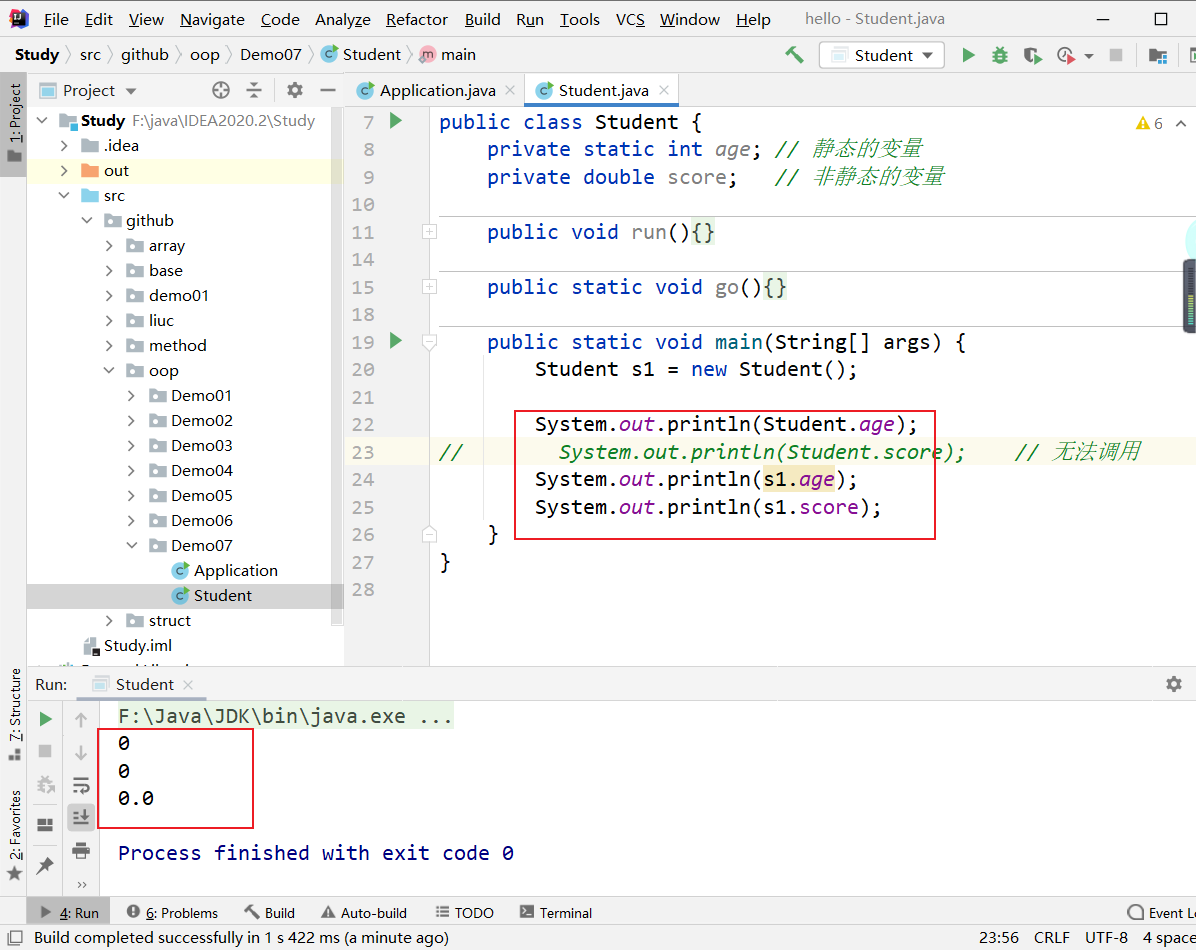 File Edit View Navigate Code Analyze Refactor Build Run Tools VCS Window Help hello - Student.java
Study src github oop Demo07 Student main Student
1: Project
Project
Application.java Student.java
Study F:\java\IDEA2020.2\Study
.idea
out
src
github
array
base
demo01
liuc
method
oop
Demo01
Demo02
Demo03
Demo04
Demo05
Demo06
Demo07
Application
Student
struct
Study.iml
6
7 public class Student {
8 private static int age; // 静态的变量
9 private double score; // 非静态的变量
10
11 public void run(){}
14
15 public static void go(){}
18
19 public static void main(String[] args) {
20 Student s1 = new Student();
21
22 System.out.println(Student.age);
23 // System.out.println(Student.score); // 无法调用
24 System.out.println(s1.age);
25 System.out.println(s1.score);
26 }
27 }
28
Z: Structure
2: Favorites
Run: Student
F:\Java\JDK\bin\java.exe ...
0
0
0.0
Process finished with exit code 0
4: Run 6: Problems Build Auto-build TODO Terminal Event
Build completed successfully in 1 s 422 ms (a minute ago) 23:56 CRLF UTF-8 4 space